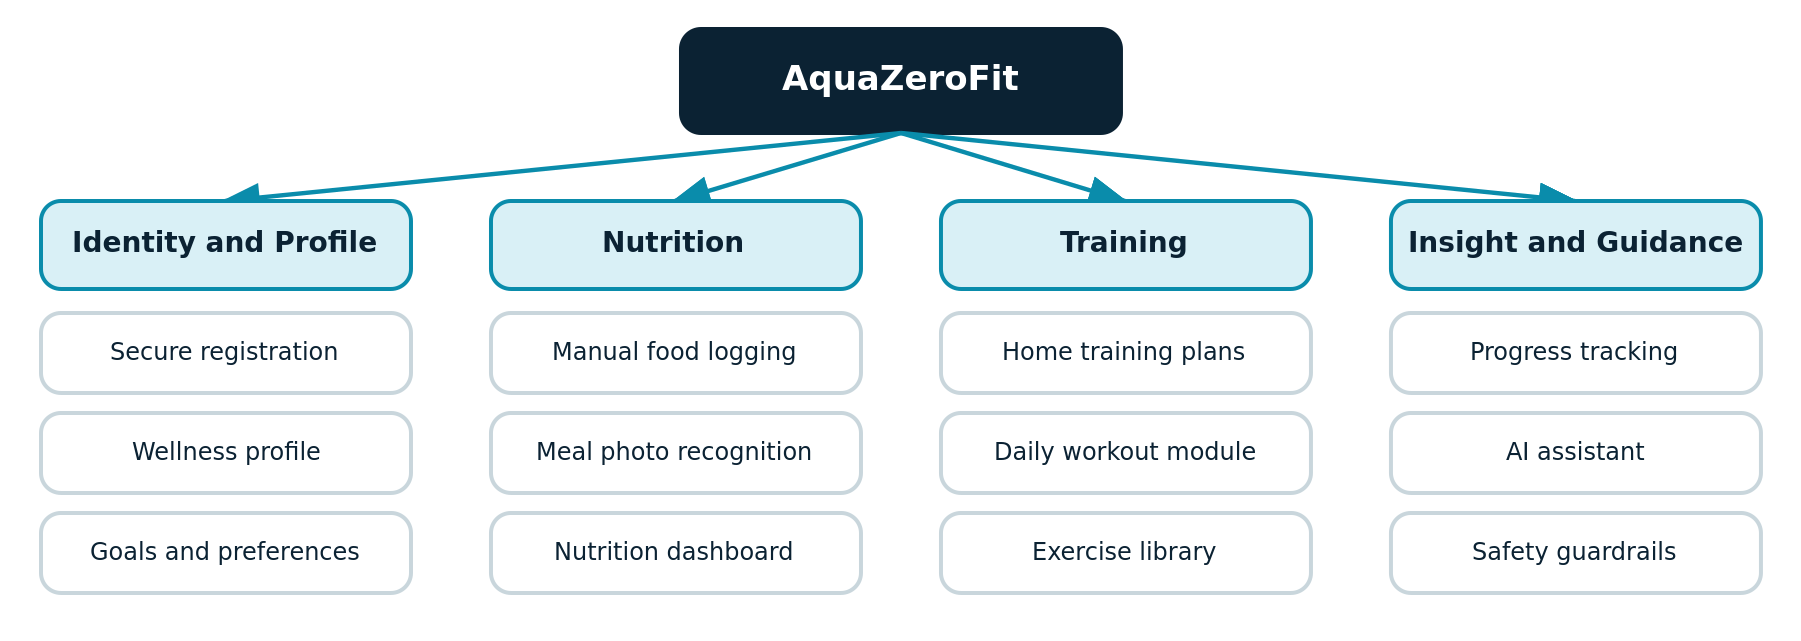 AquaZeroFit
Identity and Profile
Secure registration
Wellness profile
Goals and preferences
Nutrition
Manual food logging
Meal photo recognition
Nutrition dashboard
Training
Home training plans
Daily workout module
Exercise library
Insight and Guidance
Progress tracking
AI assistant
Safety guardrails